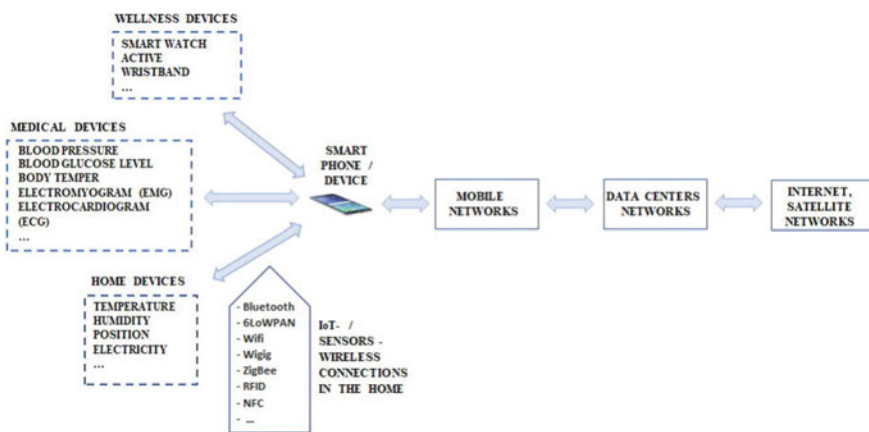 WELLNESS DEVICES
SMART WATCH
ACTIVE
WRISTBAND
...
MEDICAL DEVICES
BLOOD PRESSURE
BLOOD GLUCOSE LEVEL
BODY TEMPER
ELECTROMYOGRAM (EMG)
ELECTROCARDIOGRAM
(ECG)
...
HOME DEVICES
TEMPERATURE
HUMIDITY
POSITION
ELECTRICITY
...
SMART
PHONE /
DEVICE
- Bluetooth
- 6LoWPAN
- Wifi
- Wigig
- ZigBee
- RFID
- NFC
- ...
IoT- /
SENSORS -
WIRELESS
CONNECTIONS
IN THE HOME
MOBILE
NETWORKS
DATA CENTERS
NETWORKS
INTERNET,
SATELLITE
NETWORKS